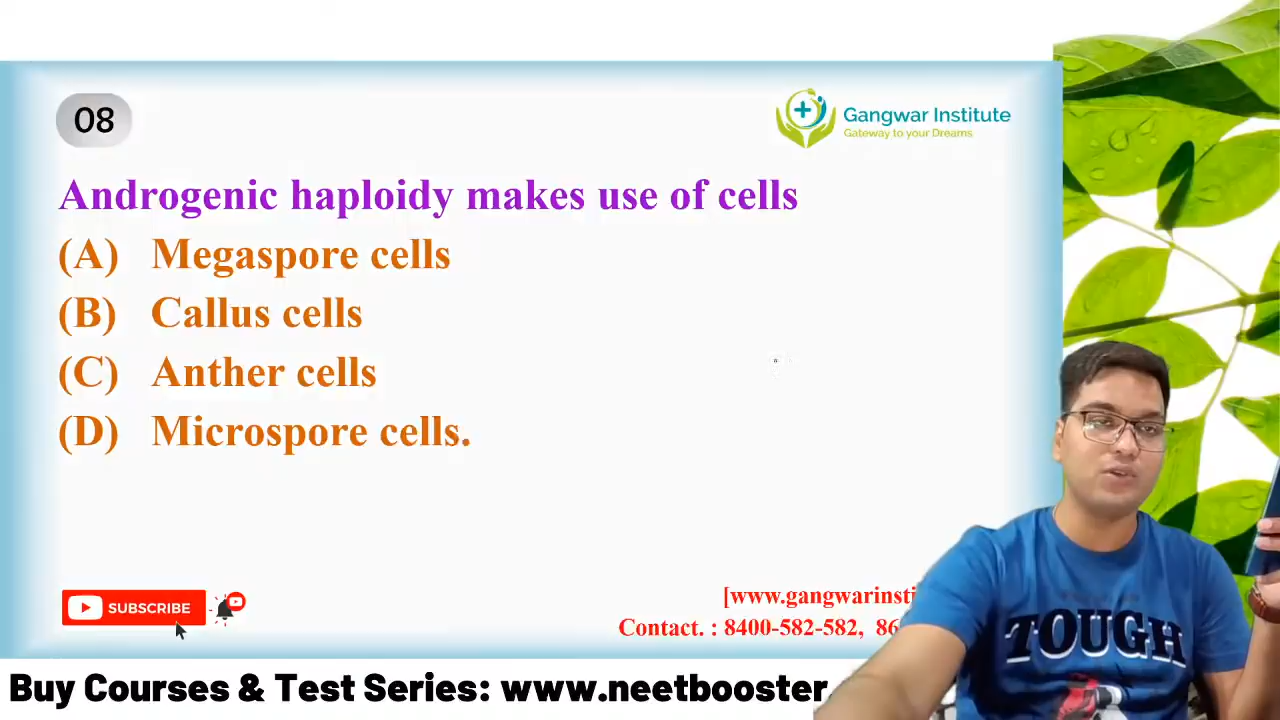 08
Gangwar Institute
Gateway to your Dreams
Androgenic haploidy makes use of cells
(A) Megaspore cells
(B) Callus cells
(C) Anther cells
(D) Microspore cells.
SUBSCRIBE
[www.gangwarinsti
Contact. : 8400-582-582, 86
TOUGH
Buy Courses & Test Series: www.neetbooster.